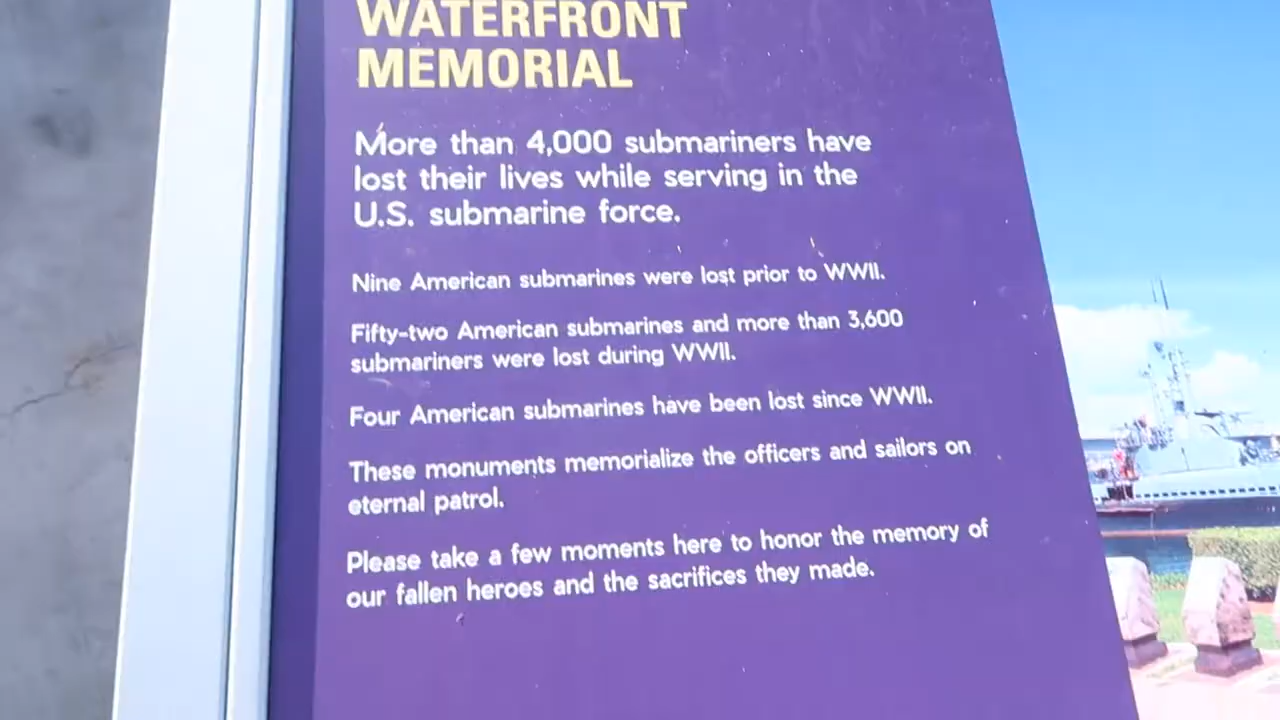 WATERFRONT
MEMORIAL
More than 4,000 submariners have
lost their lives while serving in the
U.S. submarine force.
Nine American submarines were lost prior to WWII.
Fifty-two American submarines and more than 3,600
submariners were lost during WWII.
Four American submarines have been lost since WWII.
These monuments memorialize the officers and sailors on
eternal patrol.
Please take a few moments here to honor the memory of
our fallen heroes and the sacrifices they made.